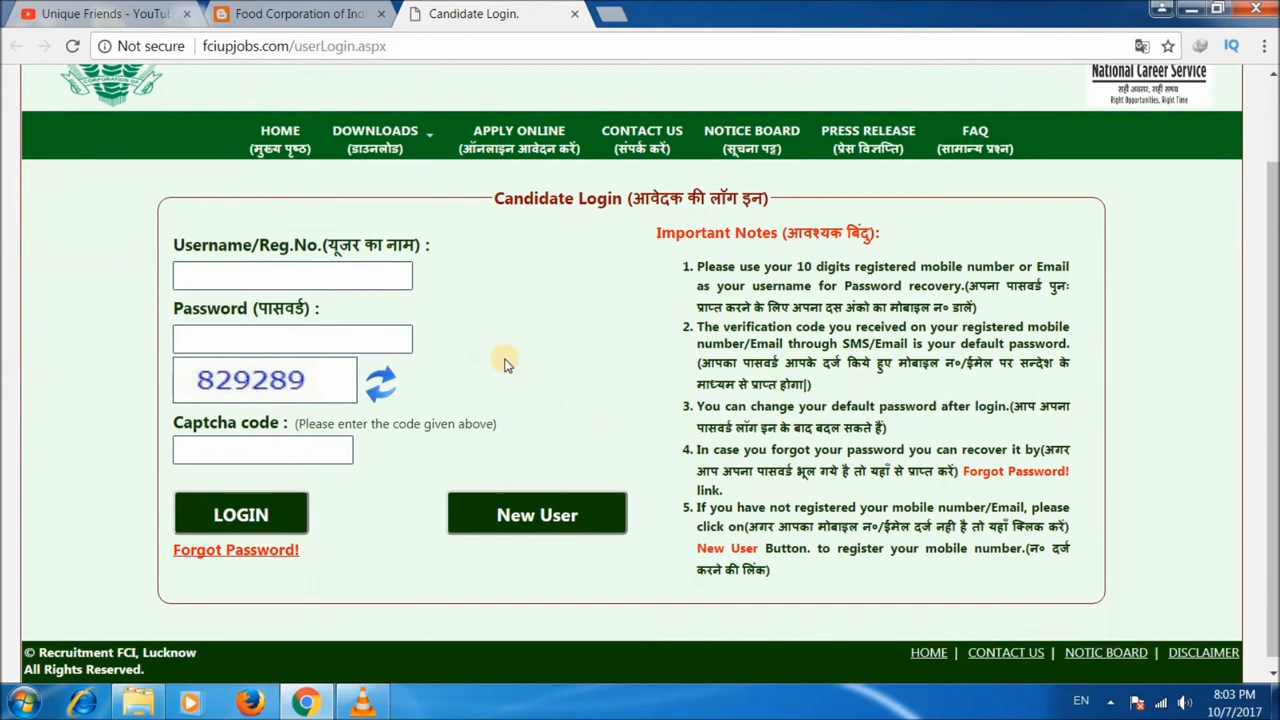 Unique Friends - YouTub
Food Corporation of Ind
Candidate Login.
Not secure
fciupjobs.com/userLogin.aspx
IQ
CORPORATION OF
National Career Service
सही अवसर, सही समय
Right Opportunities, Right Time
HOME
(मुख्य पृष्ठ)
DOWNLOADS
(डाउनलोड)
APPLY ONLINE
(ऑनलाइन आवेदन करें)
CONTACT US
(संपर्क करें)
NOTICE BOARD
(सूचना पट्ट)
PRESS RELEASE
(प्रेस विज्ञप्ति)
FAQ
(सामान्य प्रश्न)
Candidate Login (आवेदक की लॉग इन)
Username/Reg.No.(यूजर का नाम) :
Password (पासवर्ड) :
829289
Captcha code : (Please enter the code given above)
LOGIN
New User
Forgot Password!
Important Notes (आवश्यक बिंदु):
1. Please use your 10 digits registered mobile number or Email
as your username for Password recovery.(अपना पासवर्ड पुनः
प्राप्त करने के लिए अपना दस अंको का मोबाइल न० डालें)
2. The verification code you received on your registered mobile
number/Email through SMS/Email is your default password.
(आपका पासवर्ड आपके दर्ज किये हुए मोबाइल न०/ईमेल पर सन्देश के
माध्यम से प्राप्त होगा|)
3. You can change your default password after login.(आप अपना
पासवर्ड लॉग इन के बाद बदल सकते हैं)
4. In case you forgot your password you can recover it by(अगर
आप अपना पासवर्ड भूल गये है तो यहाँ से प्राप्त करें) Forgot Password!
link.
5. If you have not registered your mobile number/Email, please
click on(अगर आपका मोबाइल न०/ईमेल दर्ज नही है तो यहाँ क्लिक करें)
New User Button. to register your mobile number.(न० दर्ज
करने की लिंक)
© Recruitment FCI, Lucknow
All Rights Reserved.
HOME | CONTACT US | NOTIC BOARD | DISCLAIMER
EN
8:03 PM
10/7/2017